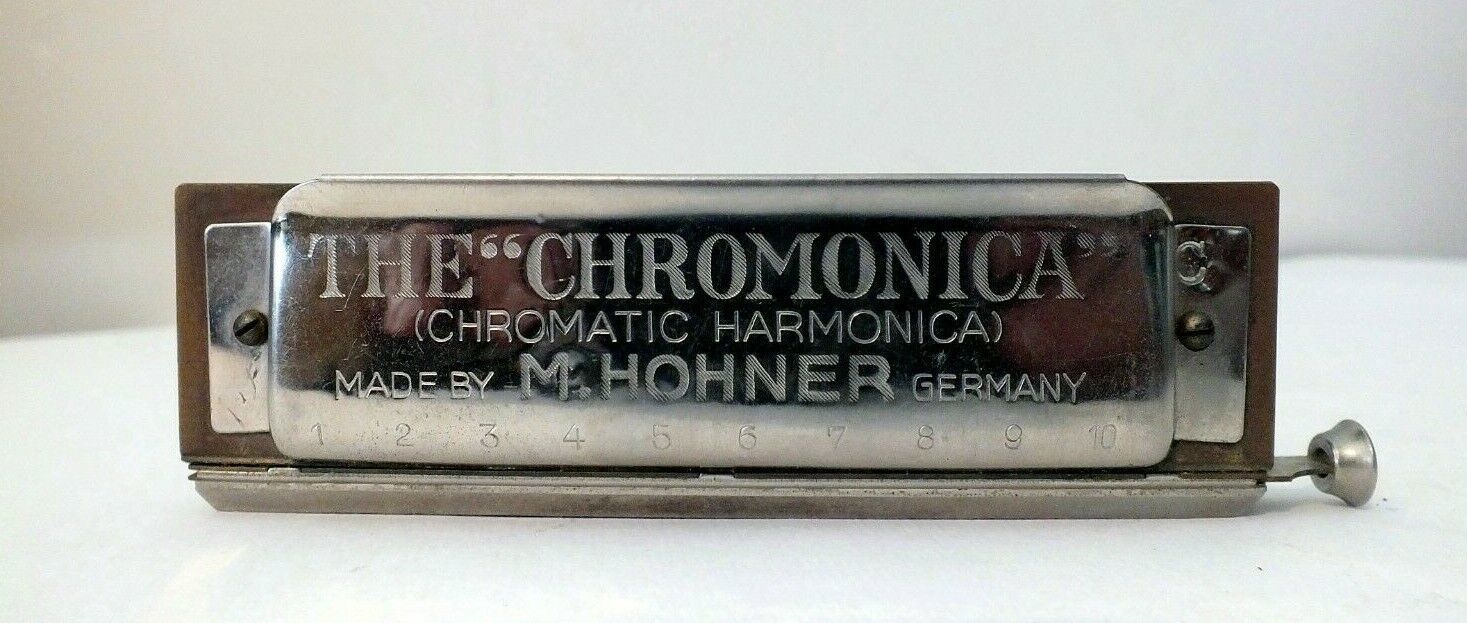 THE “CHROMONICA”
C
(CHROMATIC HARMONICA)
MADE BY M. HOHNER GERMANY
1 2 3 4 5 6 7 8 9 10